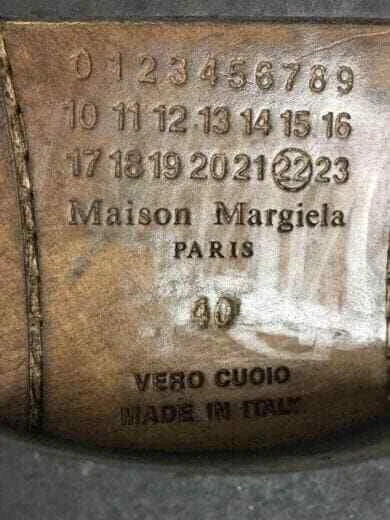 0 1 2 3 4 5 6 7 8 9
10 11 12 13 14 15 16
17 18 19 20 21 22 23
Maison Margiela
PARIS
40
VERO CUOIO
MADE IN ITALY